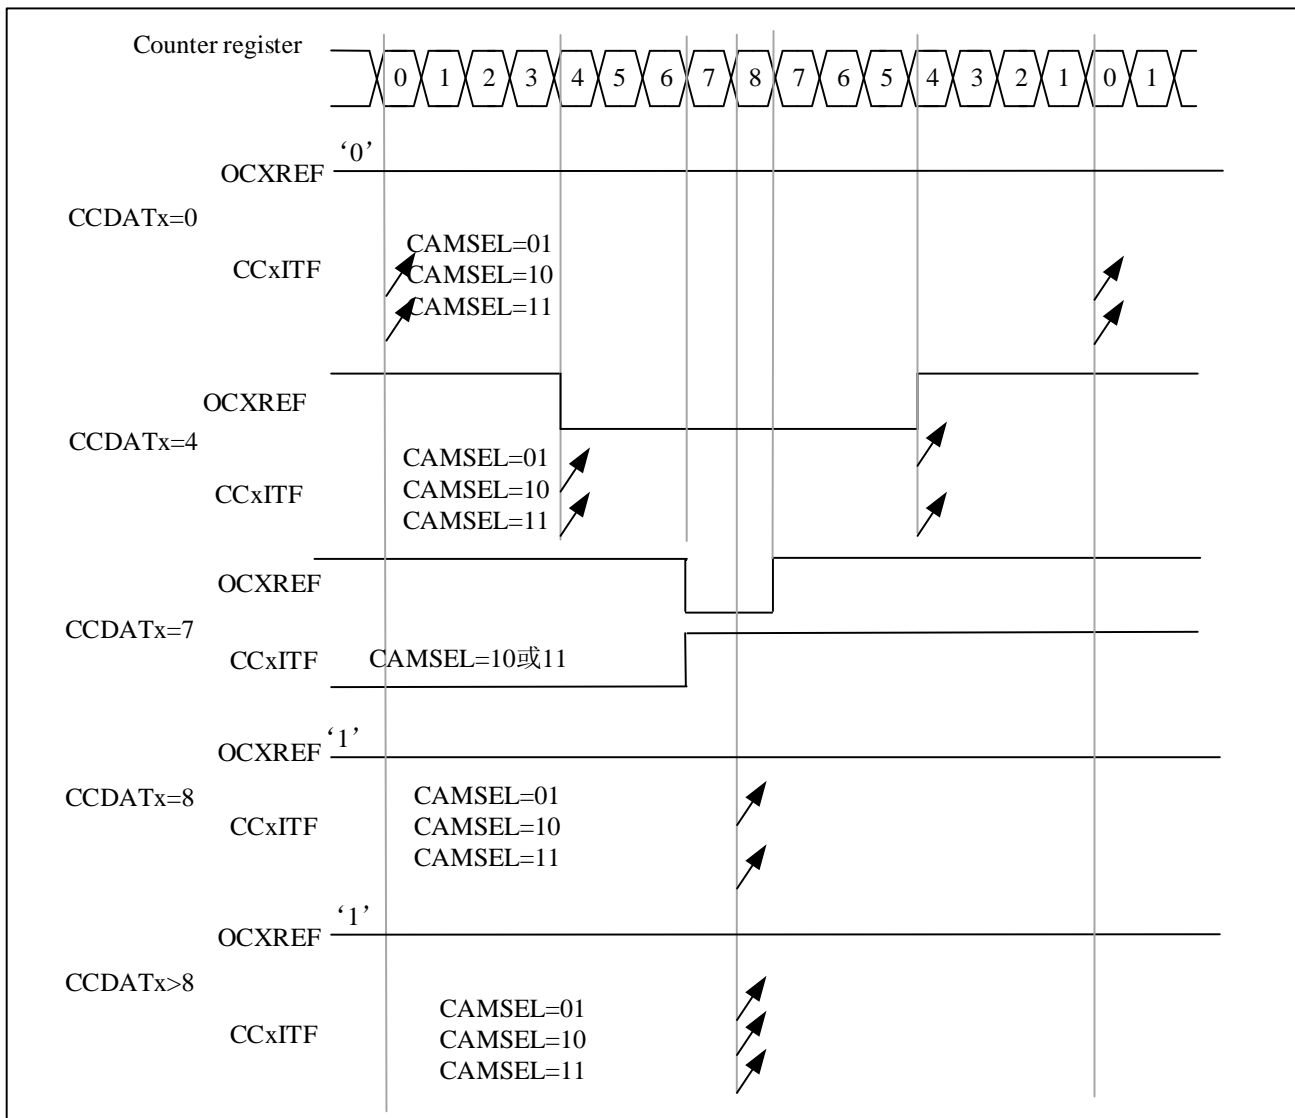 Counter register
0 1 2 3 4 5 6 7 8 7 6 5 4 3 2 1 0 1
‘0’
OCXREF
CCDATx=0
CAMSEL=01
CCxITF
CAMSEL=10
CAMSEL=11
OCXREF
CCDATx=4
CAMSEL=01
CCxITF
CAMSEL=10
CAMSEL=11
OCXREF
CCDATx=7
CCxITF
CAMSEL=10或11
‘1’
OCXREF
CCDATx=8
CAMSEL=01
CCxITF
CAMSEL=10
CAMSEL=11
‘1’
OCXREF
CCDATx>8
CAMSEL=01
CCxITF
CAMSEL=10
CAMSEL=11